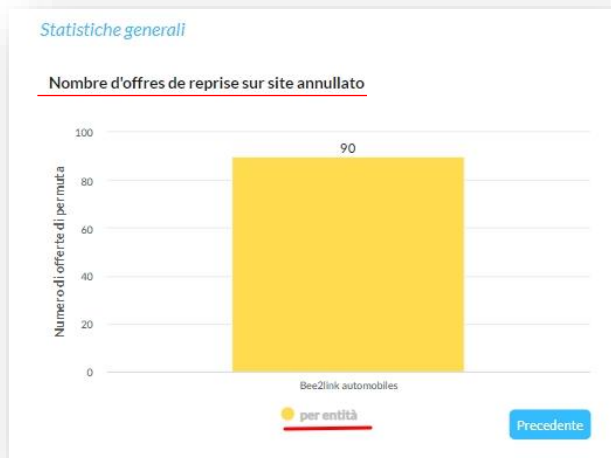 Statistiche generali
Nombre d'offres de reprise sur site annullato
Numero di offerte di permuta
100
80
60
40
20
0
90
Bee2link automobiles
per entità
Precedente